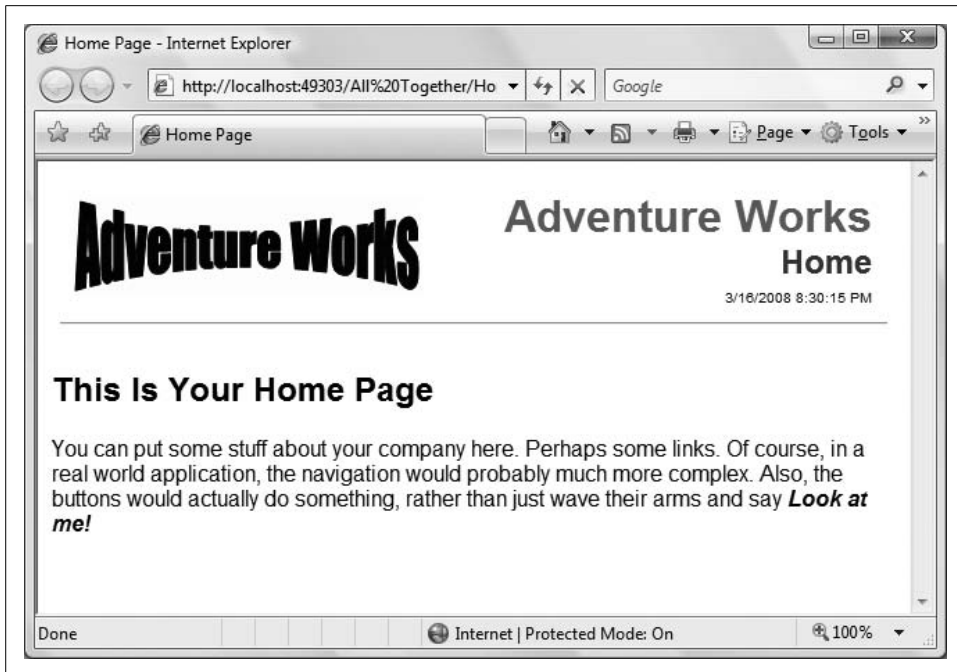 Home Page - Internet Explorer
http://localhost:49303/All%20Together/Ho
Google
Home Page
Page
Tools
Adventure Works
Adventure Works
Home
3/16/2008 8:30:15 PM
This Is Your Home Page
You can put some stuff about your company here. Perhaps some links. Of course, in a
real world application, the navigation would probably much more complex. Also, the
buttons would actually do something, rather than just wave their arms and say Look at
me!
Done
Internet | Protected Mode: On
100%